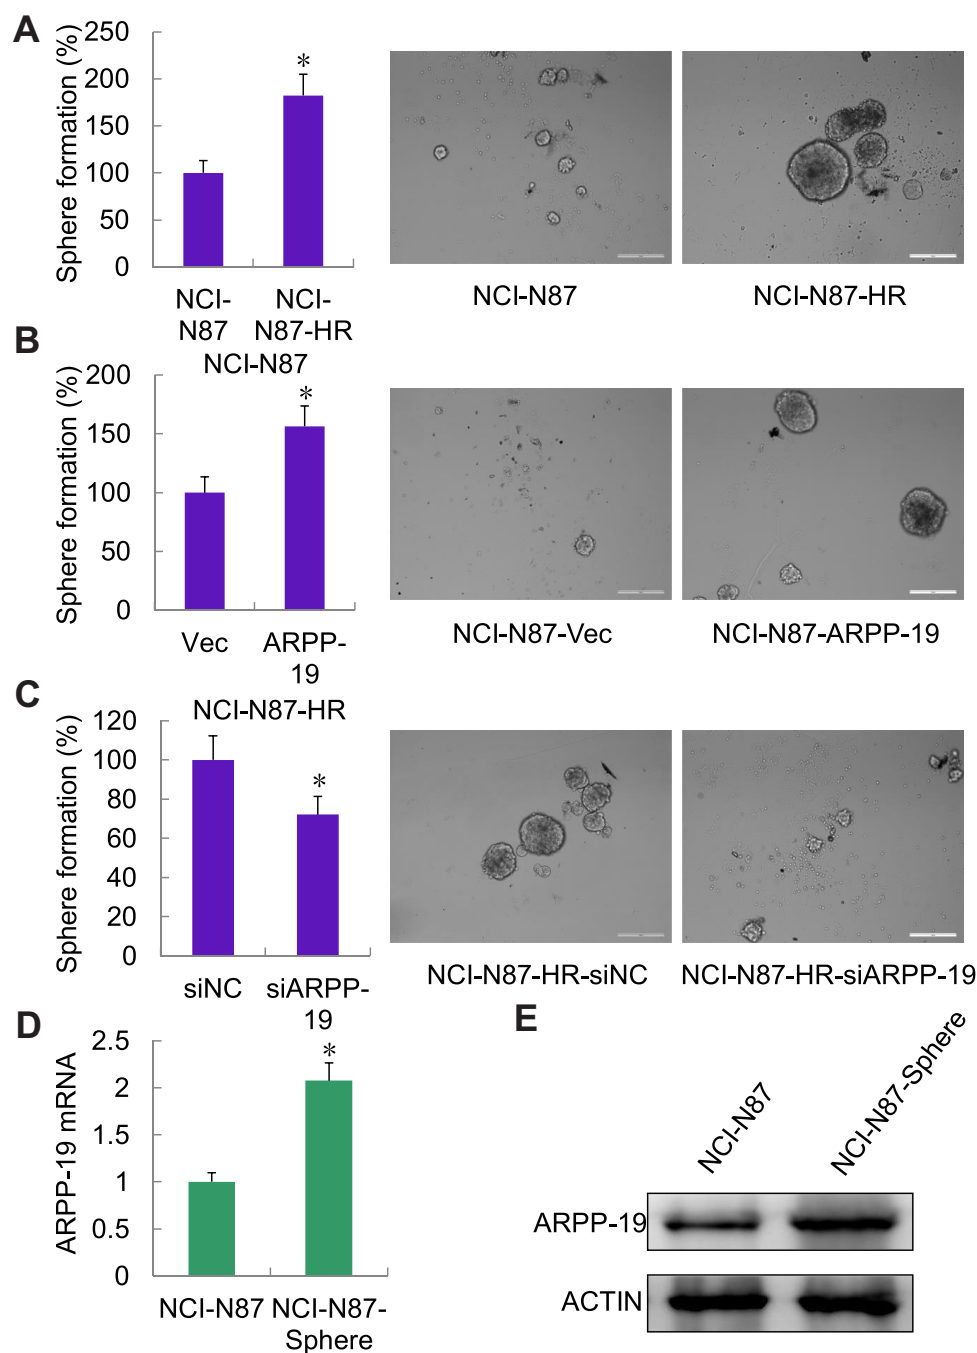 A
Sphere formation (%)
250
200
150
100
50
0
*
NCI-
N87
NCI-
N87-HR
NCI-N87
NCI-N87-HR
B
NCI-N87
Sphere formation (%)
200
150
100
50
0
*
Vec
ARPP-
19
NCI-N87-Vec
NCI-N87-ARPP-19
C
NCI-N87-HR
Sphere formation (%)
120
100
80
60
40
20
0
*
siNC
siARPP-
19
NCI-N87-HR-siNC
NCI-N87-HR-siARPP-19
D
ARPP-19 mRNA
2.5
2
1.5
1
0.5
0
*
NCI-N87
NCI-N87-
Sphere
E
NCI-N87
NCI-N87-Sphere
ARPP-19
ACTIN